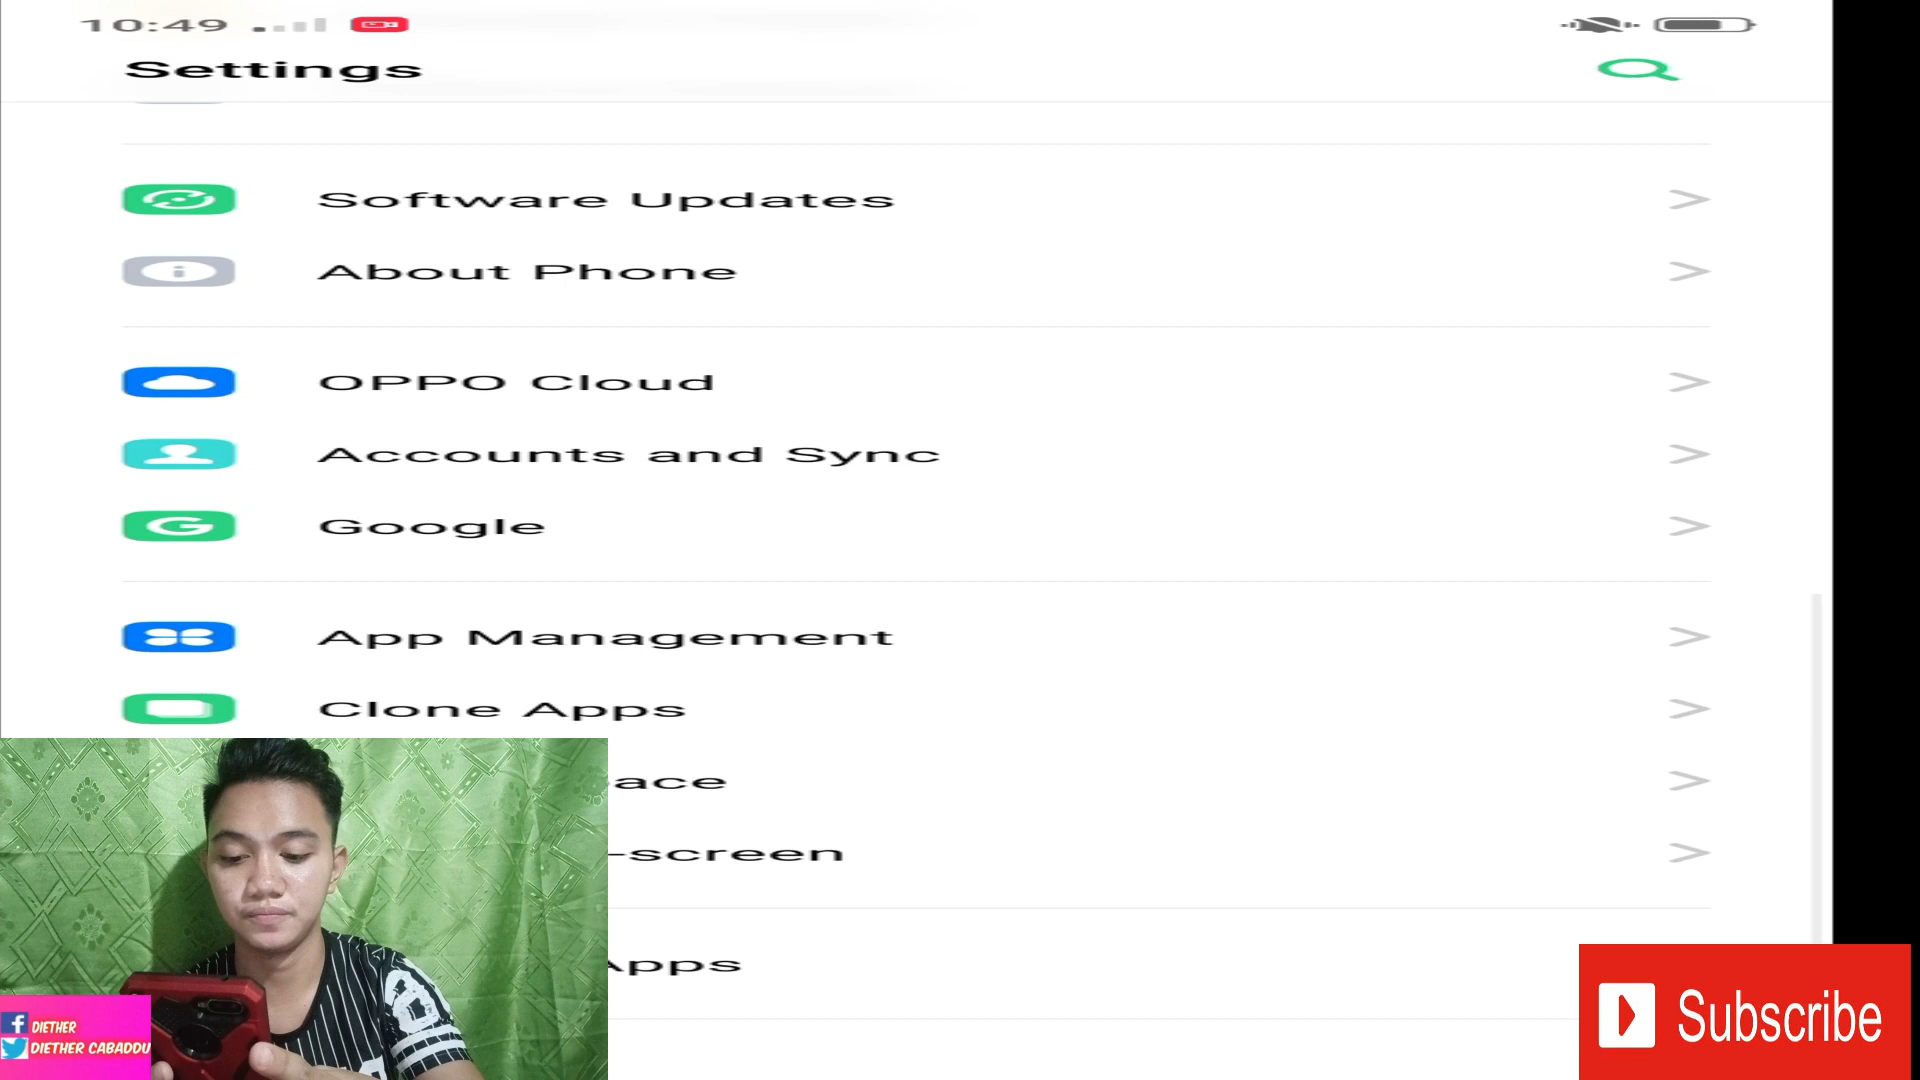 10:49
Settings
Software Updates
About Phone
OPPO Cloud
Accounts and Sync
Google
App Management
Clone Apps
ace
-screen
Apps
DIETHER
DIETHER CABADDU
Subscribe